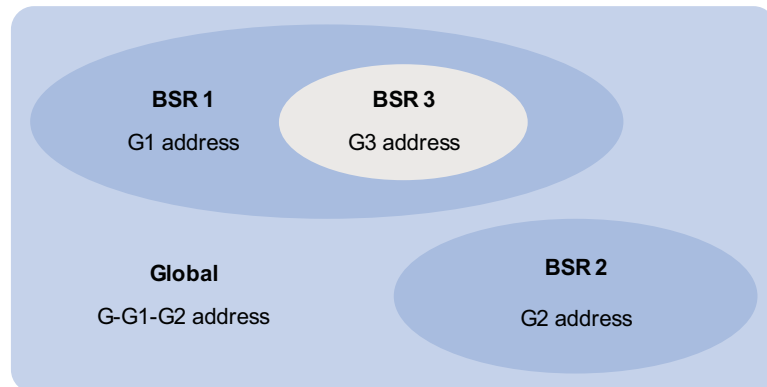 BSR 1
G1 address
BSR 3
G3 address
Global
G-G1-G2 address
BSR 2
G2 address